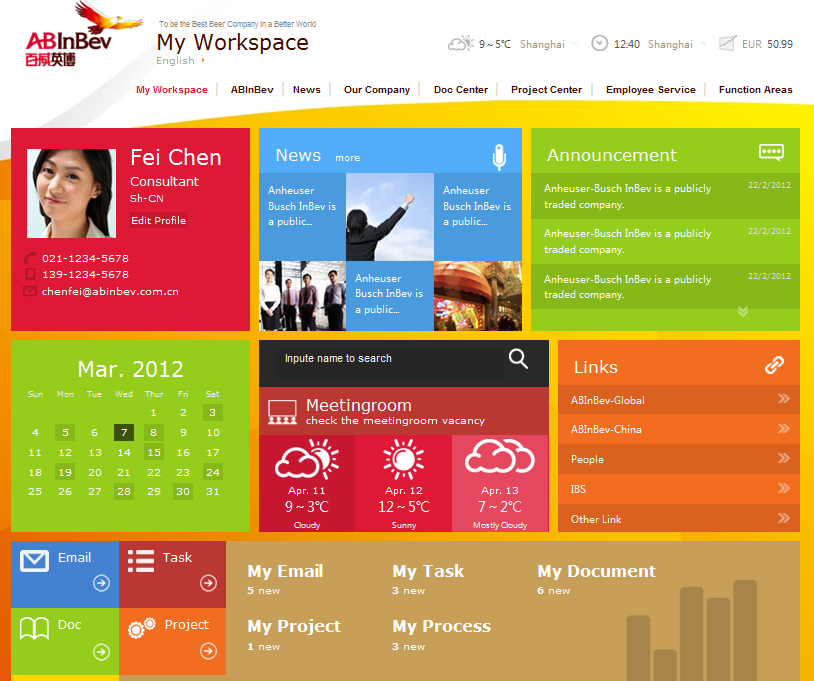 To be the Best Beer Company in a Better World
ABInBev
百威英博
My Workspace
English
9～5℃ Shanghai
12:40 Shanghai
EUR 50.99
My Workspace
ABInBev
News
Our Company
Doc Center
Project Center
Employee Service
Function Areas
Fei Chen
Consultant
Sh-CN
Edit Profile
021-1234-5678
139-1234-5678
chenfei@abinbev.com.cn
News more
Anheuser
Busch InBev is
a public...
Anheuser
Busch InBev is
a public...
Anheuser
Busch InBev is
a public...
Announcement
Anheuser-Busch InBev is a publicly
traded company.
22/2/2012
Anheuser-Busch InBev is a publicly
traded company.
22/2/2012
Anheuser-Busch InBev is a publicly
traded company.
22/2/2012
Mar. 2012
Sun Mon Tue Wed Thur Fri Sat
1 2 3
4 5 6 7 8 9 10
11 12 13 14 15 16 17
18 19 20 21 22 23 24
25 26 27 28 29 30 31
Inpute name to search
Meetingroom
check the meetingroom vacancy
Apr. 11
9～3℃
Cloudy
Apr. 12
12～5℃
Sunny
Apr. 13
7～2℃
Mostly Cloudy
Links
ABInBev-Global
ABInBev-China
People
IBS
Other Link
Email
Task
Doc
Project
My Email
5 new
My Task
3 new
My Document
6 new
My Project
1 new
My Process
3 new